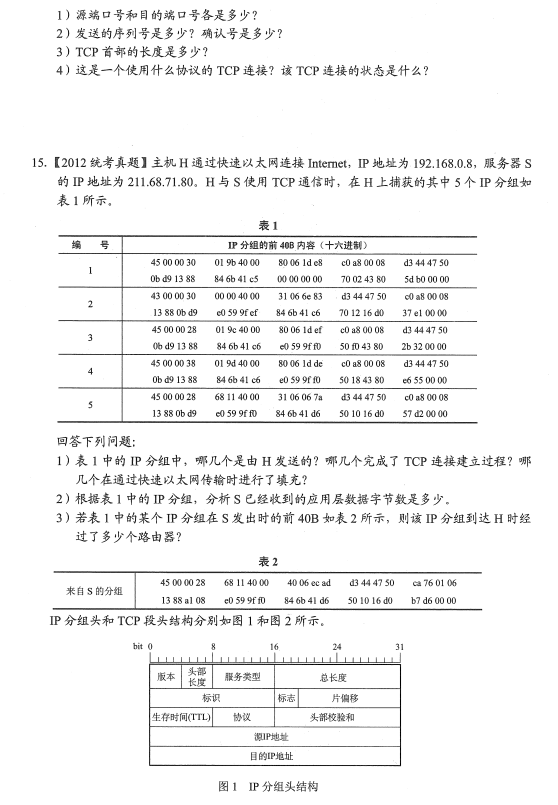 1）源端口号和目的端口号各是多少？
2）发送的序列号是多少？确认号是多少？
3）TCP 首部的长度是多少？
4）这是一个使用什么协议的 TCP 连接？该 TCP 连接的状态是什么？
15.【2012 统考真题】主机 H 通过快速以太网连接 Internet，IP 地址为 192.168.0.8，服务器 S
的 IP 地址为 211.68.71.80。H 与 S 使用 TCP 通信时，在 H 上捕获的其中 5 个 IP 分组如
表 1 所示。
表 1
编 号 IP 分组的前 40B 内容（十六进制）
1 45 00 00 30 01 9b 40 00 80 06 1d e8 c0 a8 00 08 d3 44 47 50
0b d9 13 88 84 6b 41 c5 00 00 00 00 70 02 43 80 5d b0 00 00
2 43 00 00 30 00 00 40 00 31 06 6e 83 d3 44 47 50 c0 a8 00 08
13 88 0b d9 e0 59 9f ef 84 6b 41 c6 70 12 16 d0 37 e1 00 00
3 45 00 00 28 01 9c 40 00 80 06 1d ef c0 a8 00 08 d3 44 47 50
0b d9 13 88 84 6b 41 c6 e0 59 9f f0 50 f0 43 80 2b 32 00 00
4 45 00 00 38 01 9d 40 00 80 06 1d de c0 a8 00 08 d3 44 47 50
0b d9 13 88 84 6b 41 c6 e0 59 9f f0 50 18 43 80 e6 55 00 00
5 45 00 00 28 68 11 40 00 31 06 06 7a d3 44 47 50 c0 a8 00 08
13 88 0b d9 e0 59 9f f0 84 6b 41 d6 50 10 16 d0 57 d2 00 00
回答下列问题：
1）表 1 中的 IP 分组中，哪几个是由 H 发送的？哪几个完成了 TCP 连接建立过程？哪
几个在通过快速以太网传输时进行了填充？
2）根据表 1 中的 IP 分组，分析 S 已经收到的应用层数据字节数是多少。
3）若表 1 中的某个 IP 分组在 S 发出时的前 40B 如表 2 所示，则该 IP 分组到达 H 时经
过了多少个路由器？
表 2
来自 S 的分组 45 00 00 28 68 11 40 00 40 06 ec ad d3 44 47 50 ca 76 01 06
13 88 a1 08 e0 59 9f f0 84 6b 41 d6 50 10 16 d0 b7 d6 00 00
IP 分组头和 TCP 段头结构分别如图 1 和图 2 所示。
bit 0 8 16 24 31
版本 头部长度 服务类型 总长度
标识 标志 片偏移
生存时间(TTL) 协议 头部校验和
源IP地址
目的IP地址
图 1 IP 分组头结构